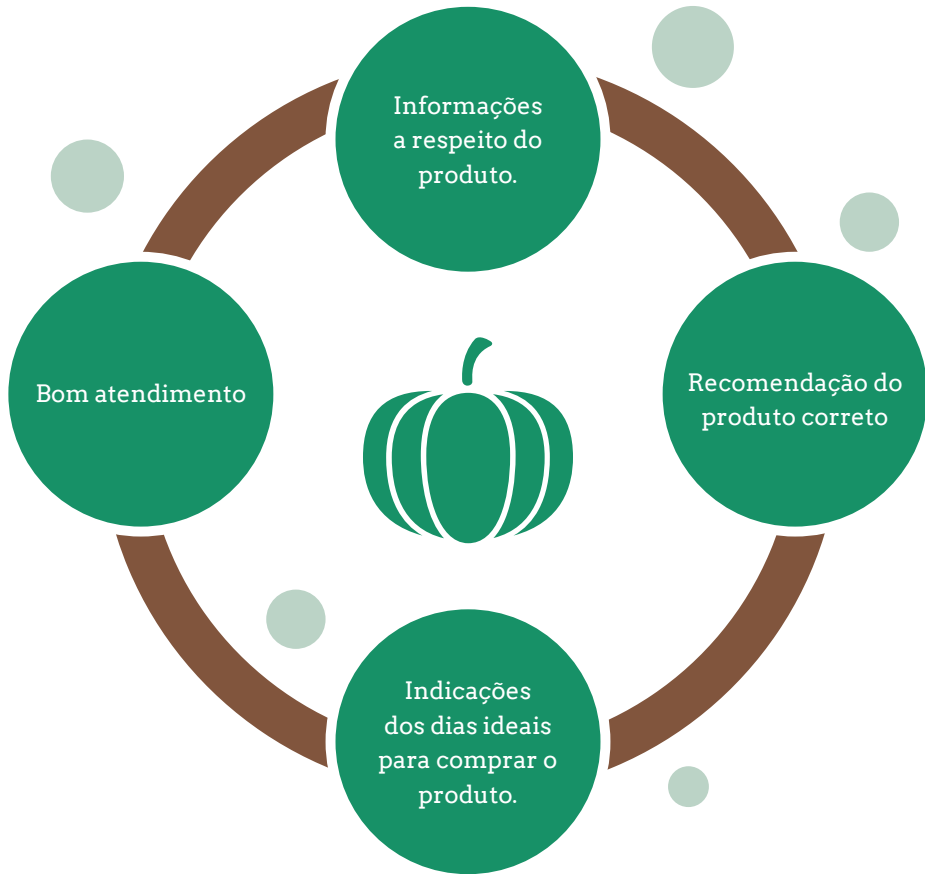 Informações
a respeito do
produto.
Bom atendimento
Recomendação do
produto correto
Indicações
dos dias ideais
para comprar o
produto.